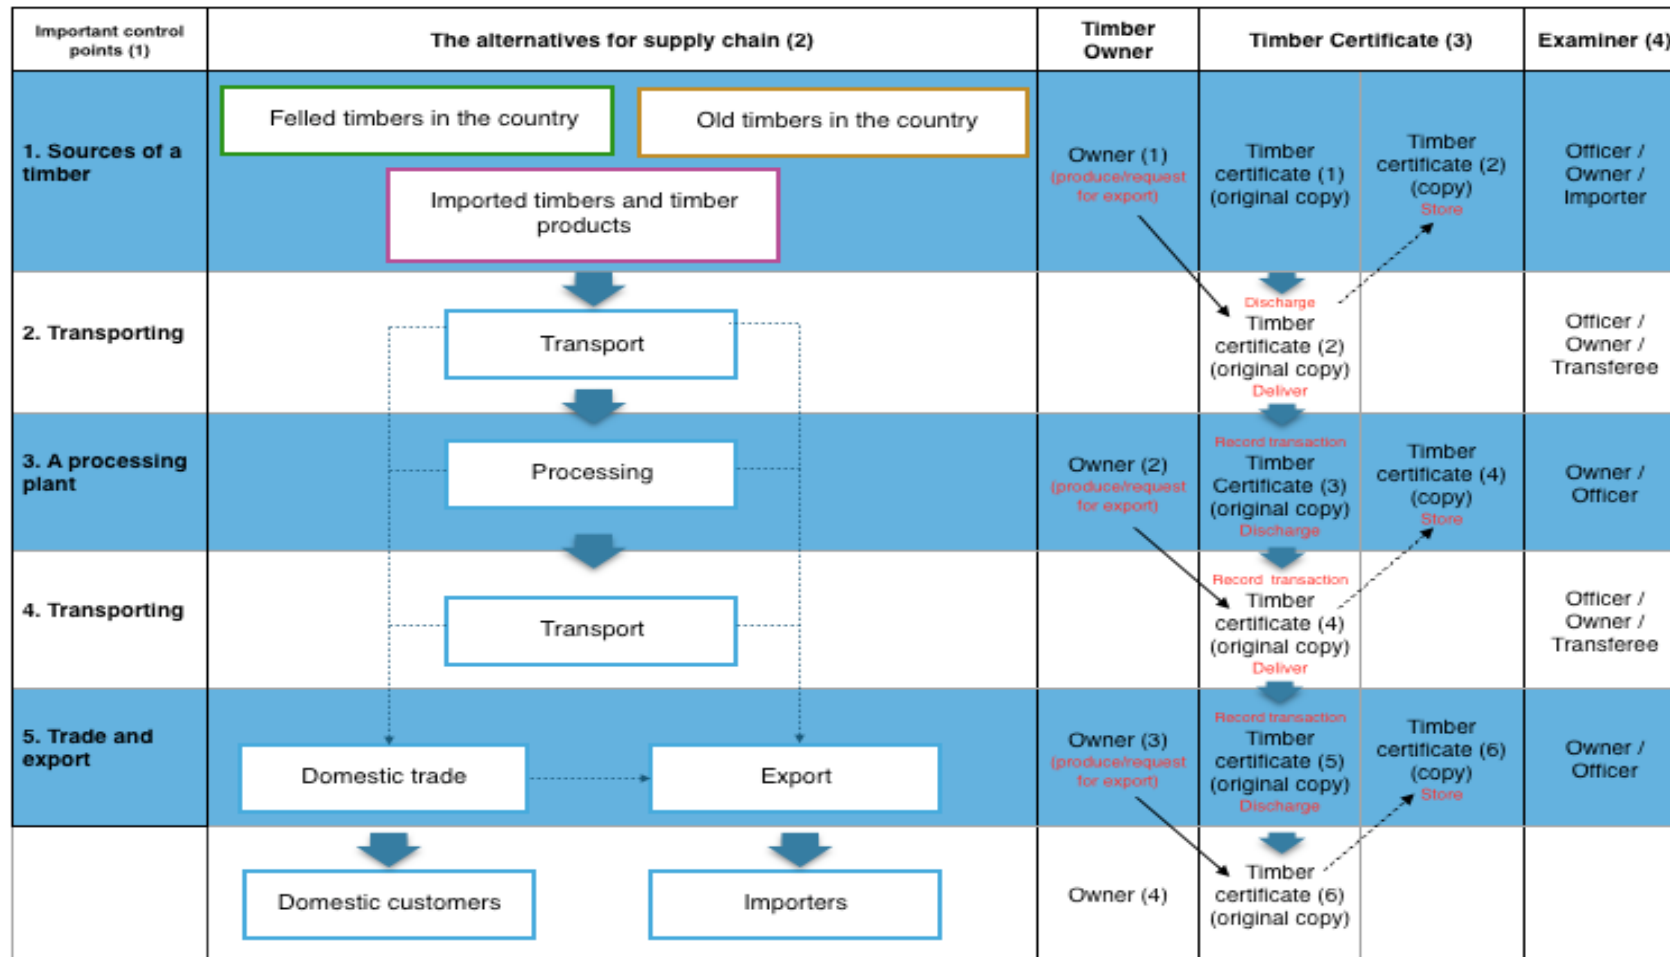 Important control
points (1)
The alternatives for supply chain (2)
Timber
Owner
Timber Certificate (3)
Examiner (4)
1. Sources of a
timber
Felled timbers in the country
Old timbers in the country
Imported timbers and timber
products
Owner (1)
(produce/request
for export)
Timber
certificate (1)
(original copy)
Timber
certificate (2)
(copy)
Store
Officer /
Owner /
Importer
2. Transporting
Transport
Discharge
Timber
certificate (2)
(original copy)
Deliver
Officer /
Owner /
Transferee
3. A processing
plant
Processing
Owner (2)
(produce/request
for export)
Record transaction
Timber
Certificate (3)
(original copy)
Discharge
Timber
certificate (4)
(copy)
Store
Owner /
Officer
4. Transporting
Transport
Record transaction
Timber
certificate (4)
(original copy)
Deliver
Officer /
Owner /
Transferee
5. Trade and
export
Domestic trade
Export
Owner (3)
(produce/request
for export)
Record transaction
Timber
certificate (5)
(original copy)
Discharge
Timber
certificate (6)
(copy)
Store
Owner /
Officer
Domestic customers
Importers
Owner (4)
Timber
certificate (6)
(original copy)